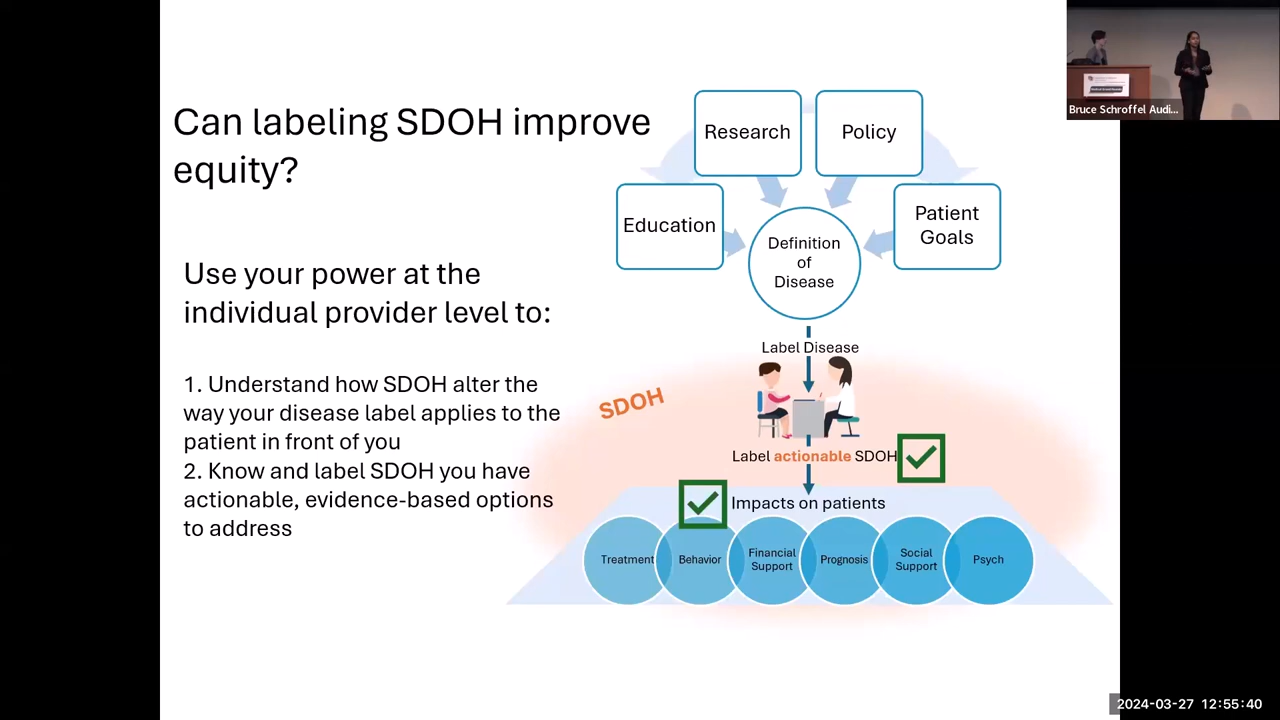 Can labeling SDOH improve
equity?
Use your power at the
individual provider level to:
1. Understand how SDOH alter the
way your disease label applies to the
patient in front of you
2. Know and label SDOH you have
actionable, evidence-based options
to address
Research
Policy
Education
Patient
Goals
Definition
of
Disease
Label Disease
SDOH
Label actionable SDOH
Impacts on patients
Treatment
Behavior
Financial
Support
Prognosis
Social
Support
Psych
Bruce Schroffel Audi...
2024-03-27 12:55:40